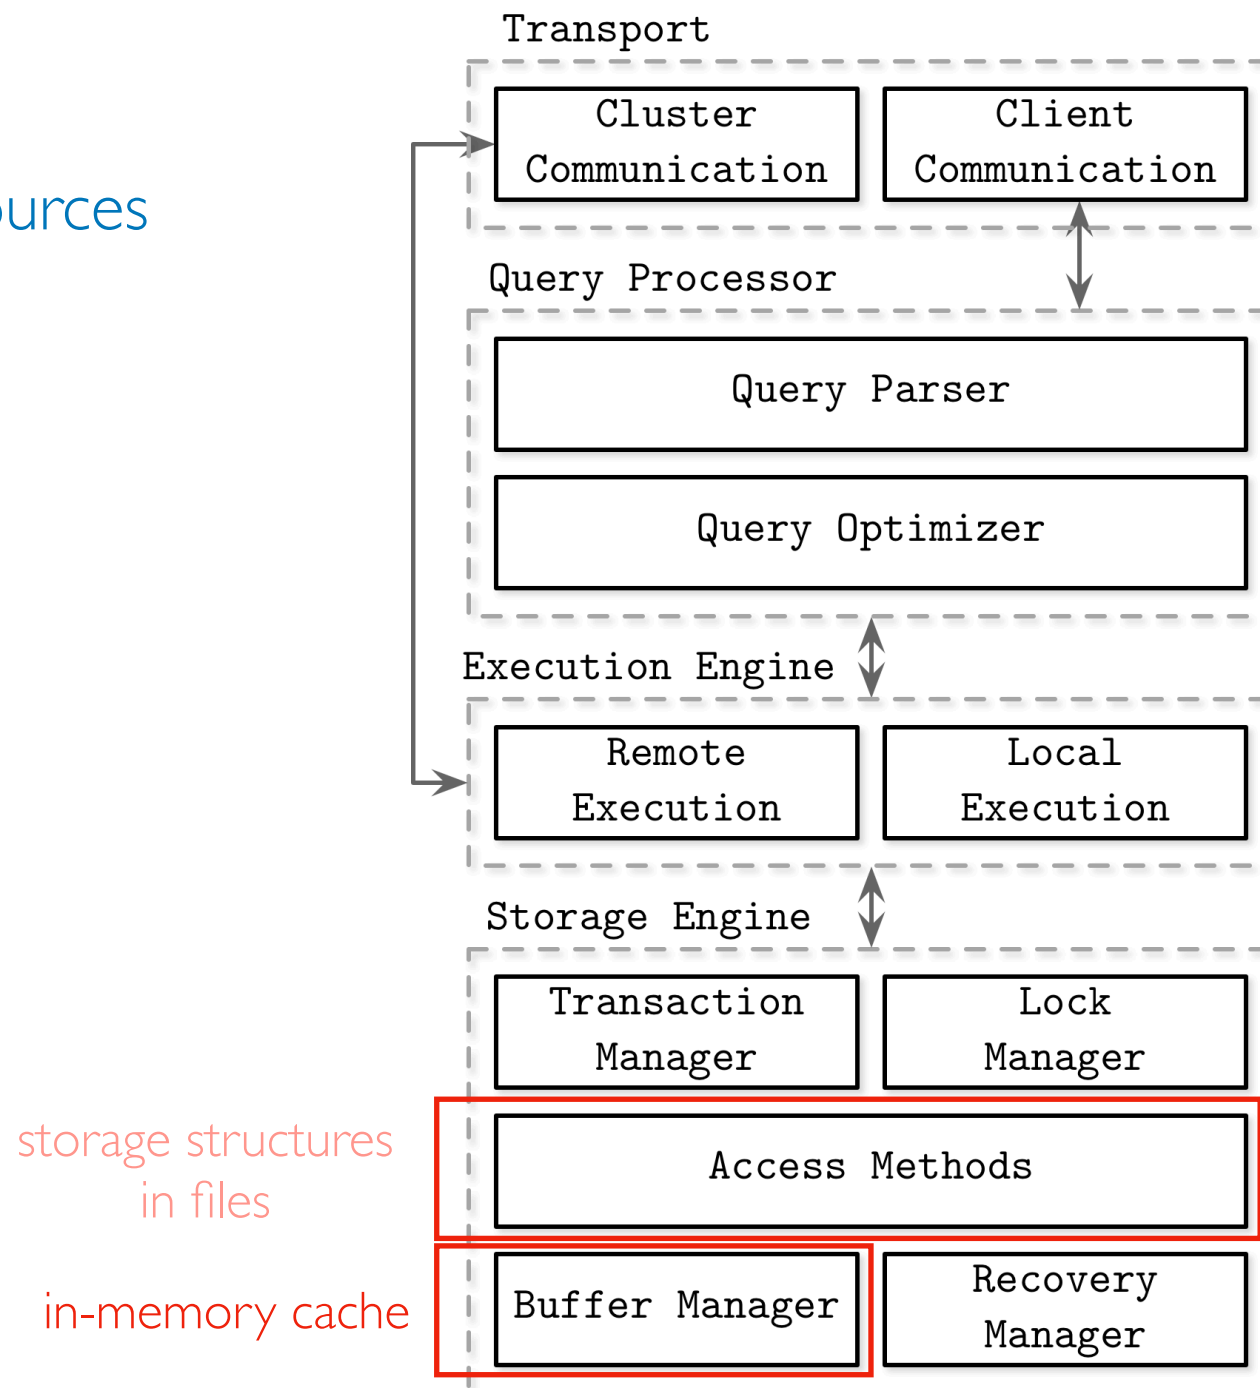 Transport
Cluster
Communication
Client
Communication
Query Processor
Query Parser
Query Optimizer
Execution Engine
Remote
Execution
Local
Execution
Storage Engine
Transaction
Manager
Lock
Manager
storage structures
in files
Access Methods
in-memory cache
Buffer Manager
Recovery
Manager